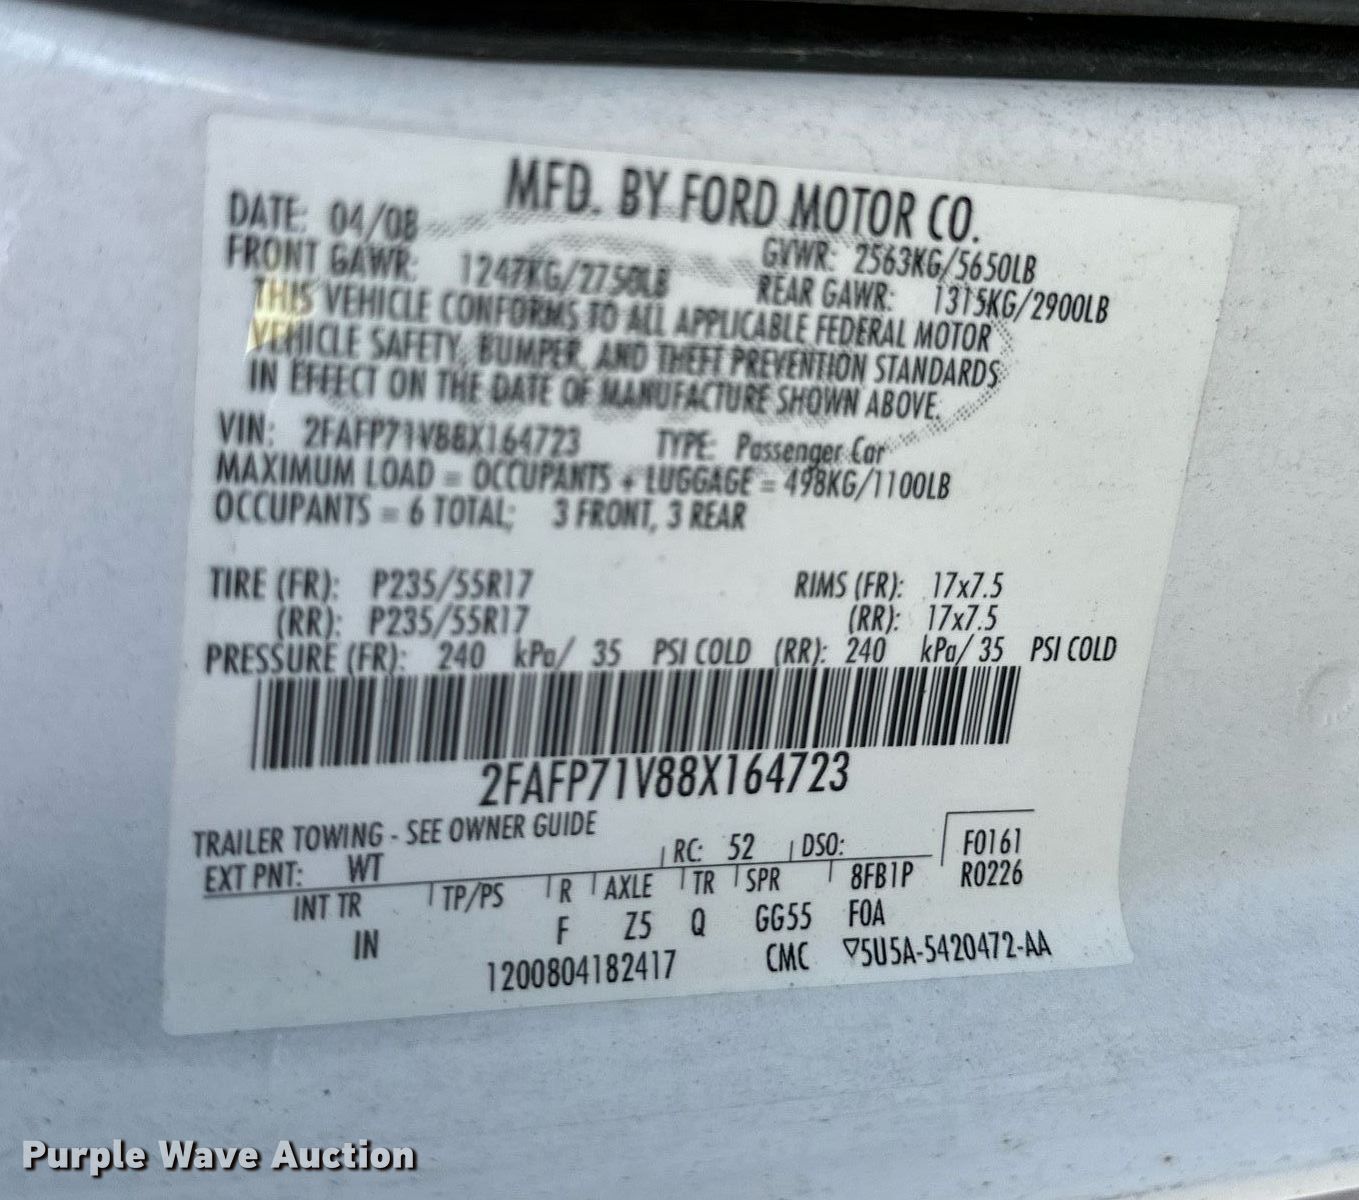 MFD. BY FORD MOTOR CO.
DATE: 04/08
GVWR: 2563KG/5650LB
FRONT GAWR: 1247KG/2750LB
REAR GAWR: 1315KG/2900LB
THIS VEHICLE CONFORMS TO ALL APPLICABLE FEDERAL MOTOR
VEHICLE SAFETY, BUMPER, AND THEFT PREVENTION STANDARDS
IN EFFECT ON THE DATE OF MANUFACTURE SHOWN ABOVE.
VIN: 2FAFP71V88X164723 TYPE: Passenger Car
MAXIMUM LOAD = OCCUPANTS + LUGGAGE = 498KG/1100LB
OCCUPANTS = 6 TOTAL; 3 FRONT, 3 REAR
TIRE (FR): P235/55R17 RIMS (FR): 17x7.5
(RR): P235/55R17 (RR): 17x7.5
PRESSURE (FR): 240 kPa/ 35 PSI COLD (RR): 240 kPa/ 35 PSI COLD
2FAFP71V88X164723
TRAILER TOWING - SEE OWNER GUIDE
EXT PNT: WT RC: 52 DSO: F0161
R0226
INT TR TP/PS R AXLE TR SPR 8FB1P
IN F Z5 Q GG55 F0A
1200804182417 CMC ▽5U5A-5420472-AA
Purple Wave Auction